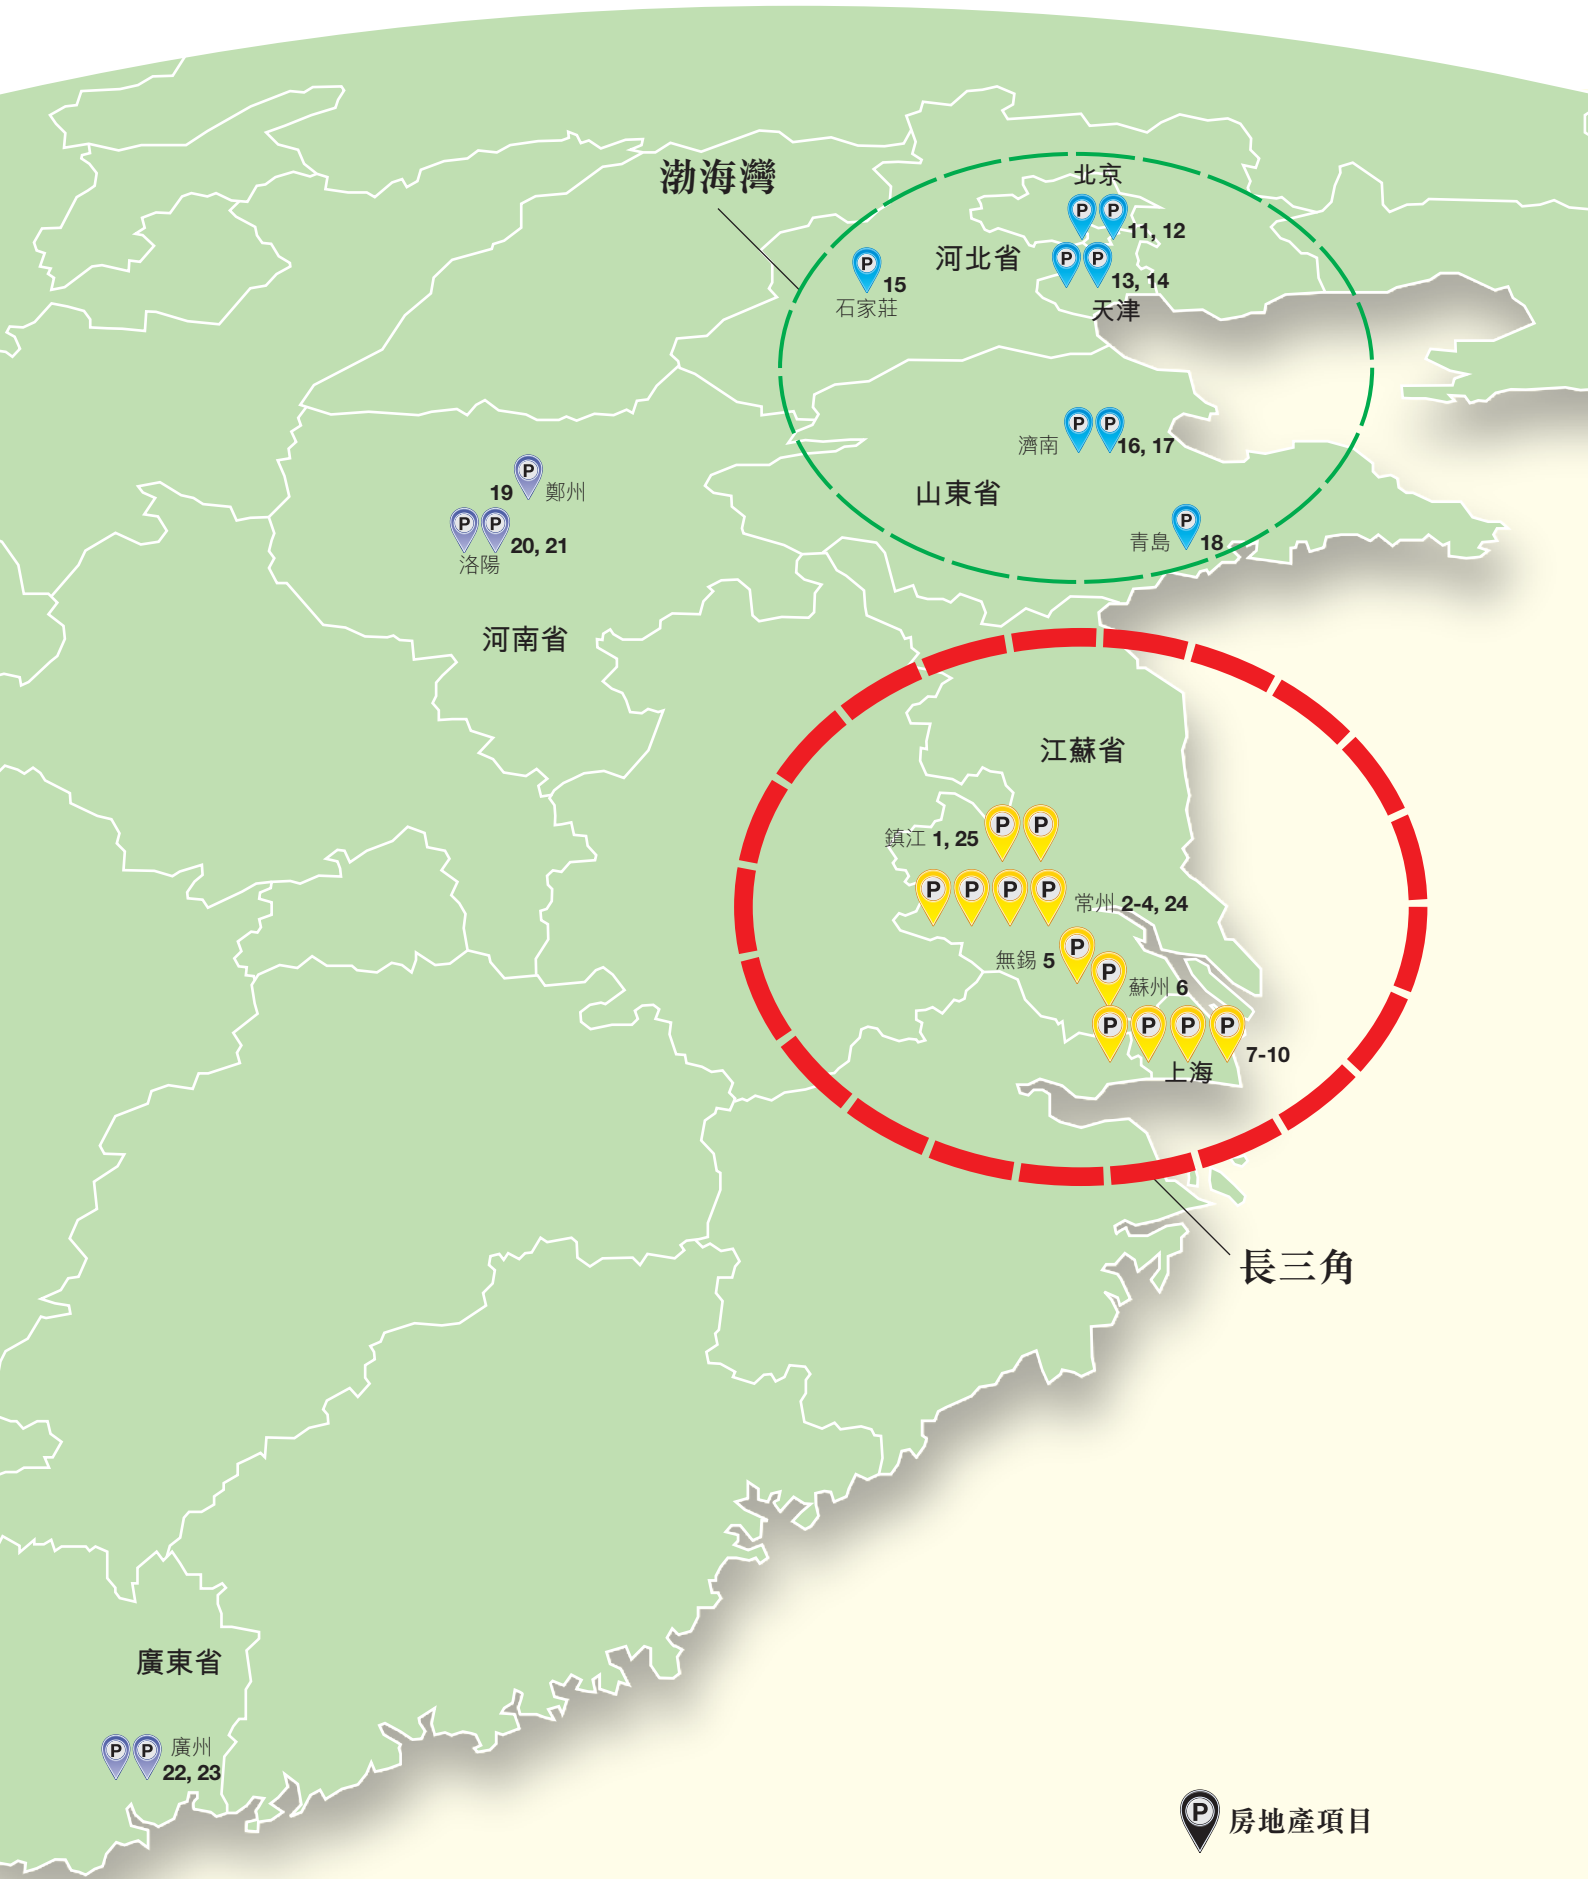 渤海灣
北京
11, 12
河北省
13, 14
天津
15
石家莊
濟南
16, 17
山東省
青島
18
19
鄭州
20, 21
洛陽
河南省
江蘇省
鎮江 1, 25
常州 2-4, 24
無錫 5
蘇州 6
7-10
上海
長三角
廣東省
廣州
22, 23
P 房地產項目